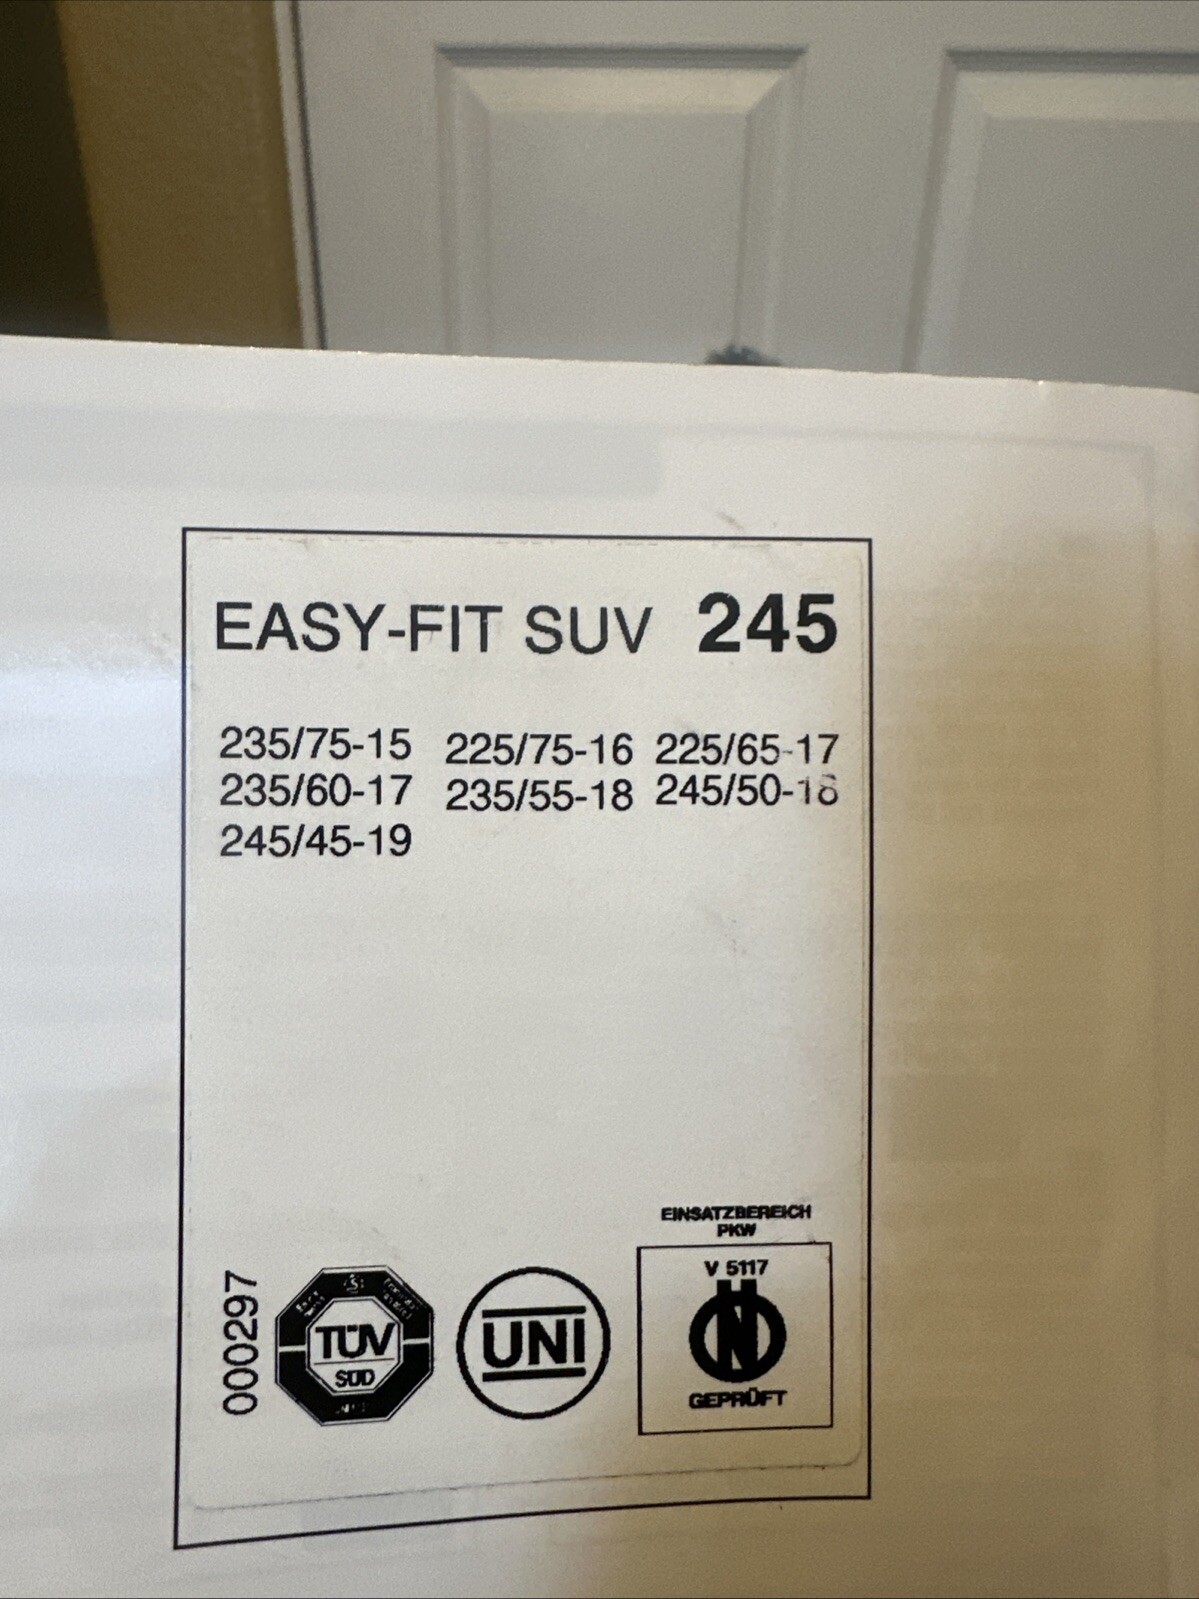 EASY-FIT SUV 245
235/75-15 225/75-16 225/65-17
235/60-17 235/55-18 245/50-18
245/45-19
EINSATZBEREICH
PKW
000297
TÜV
SÜD
UNI
V 5117
GEPRÜFT